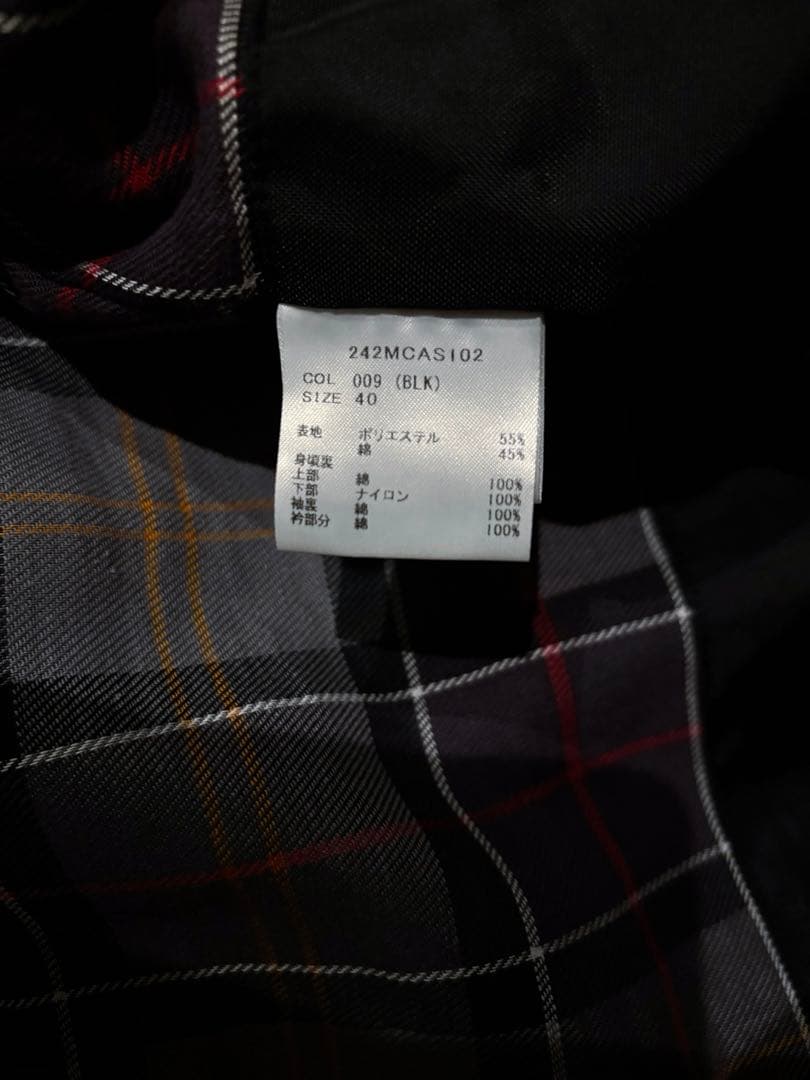 242MCAS102
COL 009 (BLK)
SIZE 40
表地 ポリエステル 55%
綿 45%
身頃裏
上部 綿 100%
下部 ナイロン 100%
袖裏 綿 100%
衿部分 綿 100%